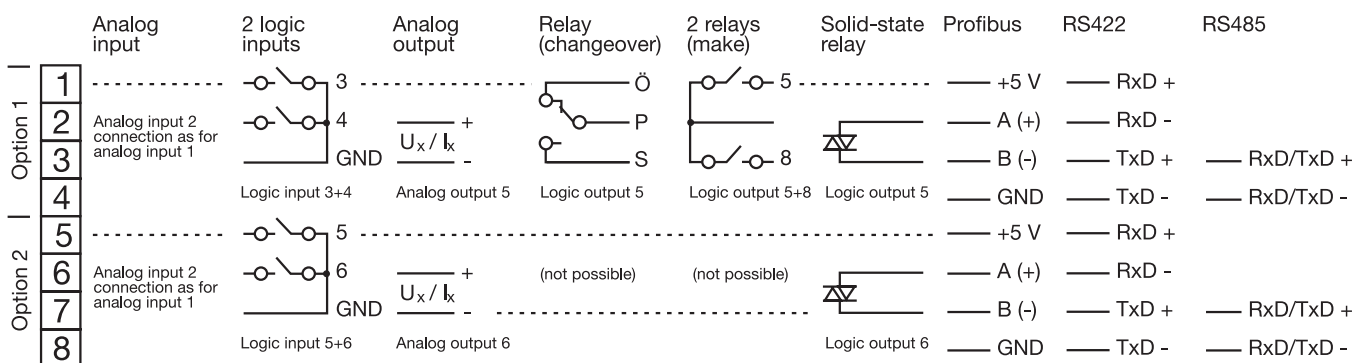 Analog input
2 logic inputs
Analog output
Relay (changeover)
2 relays (make)
Solid-state relay
Profibus
RS422
RS485
Option 1
1
3
Ö
5
+5 V
RxD +
2
Analog input 2
connection as for
analog input 1
4
+
P
A (+)
RxD -
Ux / Ix
3
GND
-
S
8
B (-)
TxD +
RxD/TxD +
4
Logic input 3+4
Analog output 5
Logic output 5
Logic output 5+8
Logic output 5
GND
TxD -
RxD/TxD -
Option 2
5
5
+5 V
RxD +
6
Analog input 2
connection as for
analog input 1
6
+
(not possible)
(not possible)
A (+)
RxD -
Ux / Ix
7
GND
-
B (-)
TxD +
RxD/TxD +
8
Logic input 5+6
Analog output 6
Logic output 6
GND
TxD -
RxD/TxD -